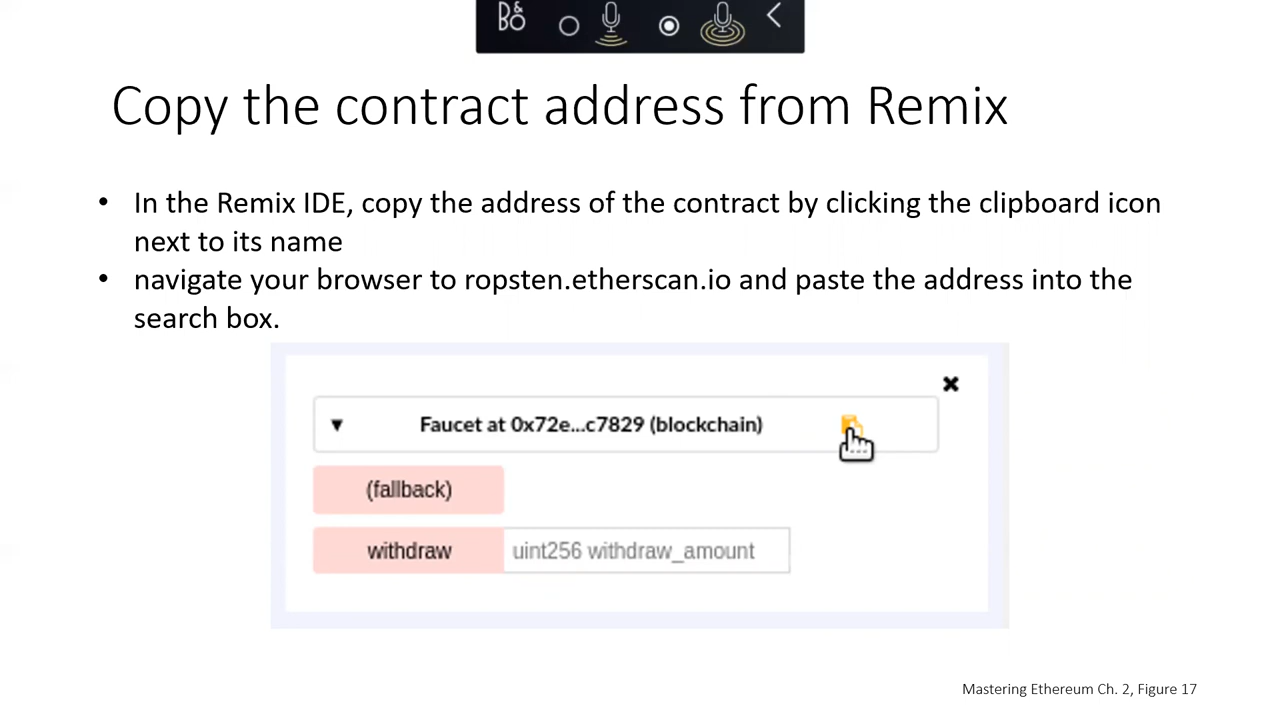 B&O
Copy the contract address from Remix
• In the Remix IDE, copy the address of the contract by clicking the clipboard icon
next to its name
• navigate your browser to ropsten.etherscan.io and paste the address into the
search box.
Faucet at 0x72e...c7829 (blockchain)
(fallback)
withdraw uint256 withdraw_amount
Mastering Ethereum Ch. 2, Figure 17